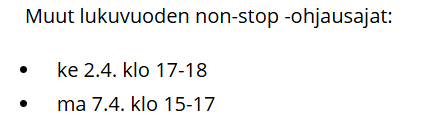 Muut lukuvuoden non-stop -ohjausajat:
• ke 2.4. klo 17-18
• ma 7.4. klo 15-17